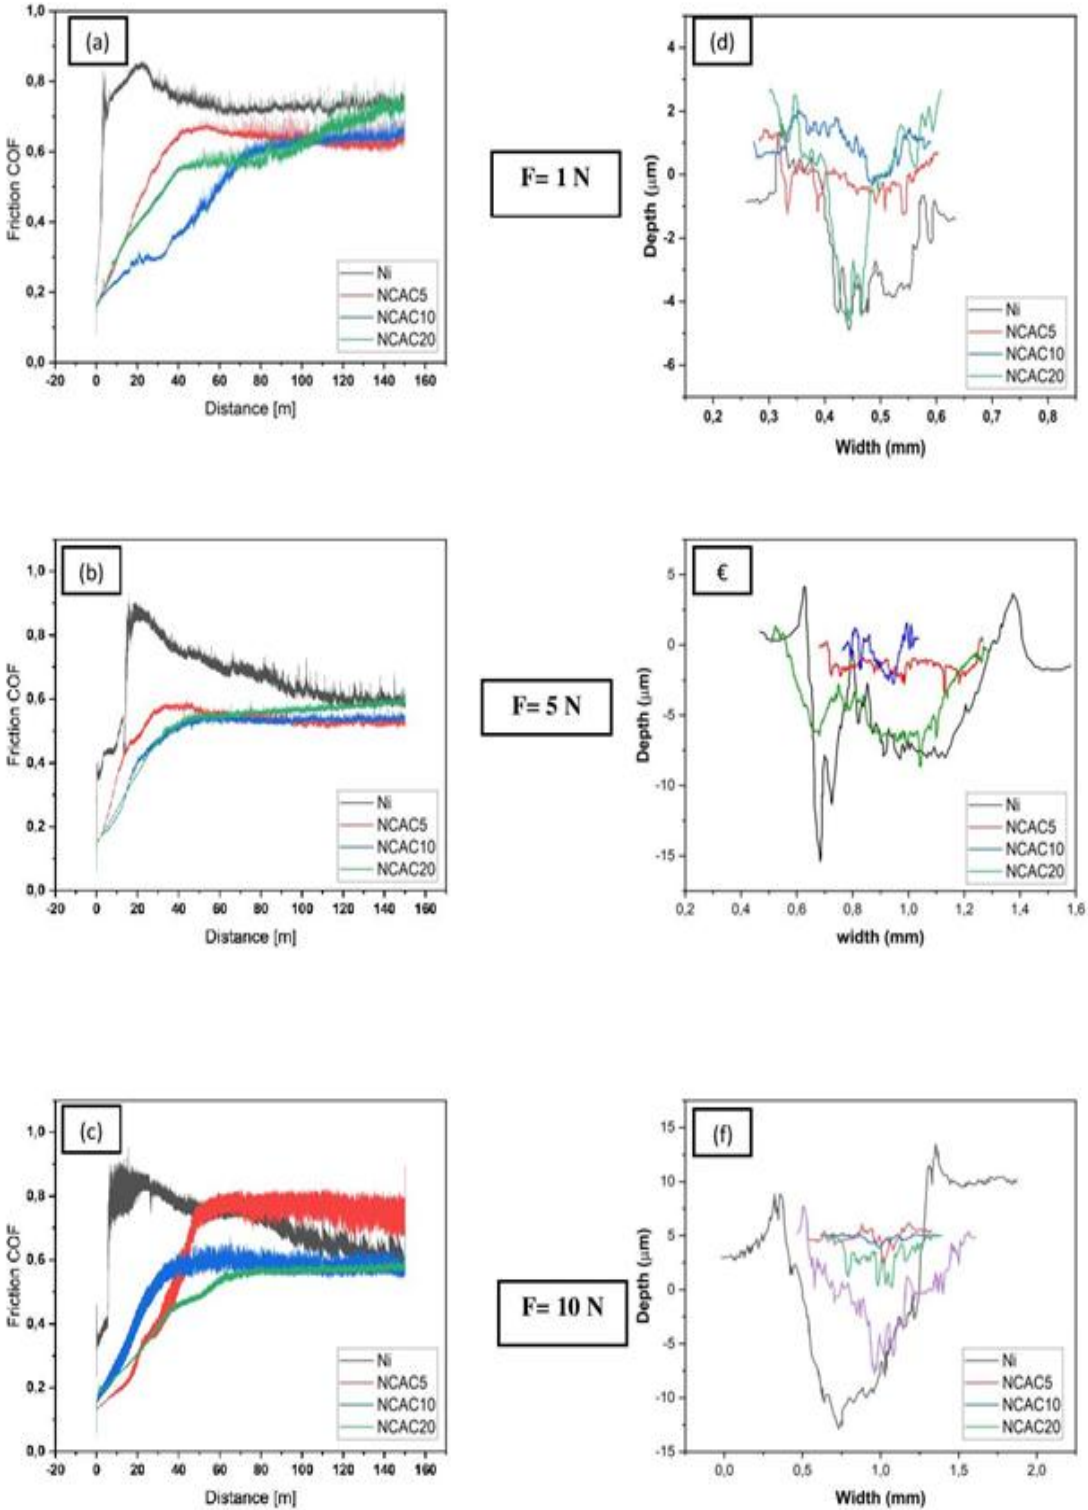 (a)
1,0
0,8
0,6
0,4
0,2
0,0
Friction COF
Ni
NCAC5
NCAC10
NCAC20
-20 0 20 40 60 80 100 120 140 160
Distance [m]
F= 1 N
(d)
4
2
0
-2
-4
-6
Depth (μm)
Ni
NCAC5
NCAC10
NCAC20
0,2 0,3 0,4 0,5 0,6 0,7 0,8
Width (mm)
(b)
1,0
0,8
0,6
0,4
0,2
0,0
Friction COF
Ni
NCAC5
NCAC10
NCAC20
-20 0 20 40 60 80 100 120 140 160
Distance [m]
F= 5 N
€
5
0
-5
-10
-15
Depth (μm)
Ni
NCAC5
NCAC10
NCAC20
0,2 0,4 0,6 0,8 1,0 1,2 1,4 1,6
width (mm)
(c)
1,0
0,8
0,6
0,4
0,2
0,0
Friction COF
Ni
NCAC5
NCAC10
NCAC20
-20 0 20 40 60 80 100 120 140 160
Distance [m]
F= 10 N
(f)
15
10
5
0
-5
-10
-15
Depth (μm)
Ni
NCAC5
NCAC10
NCAC20
0,0 0,5 1,0 1,5 2,0
Width (mm)